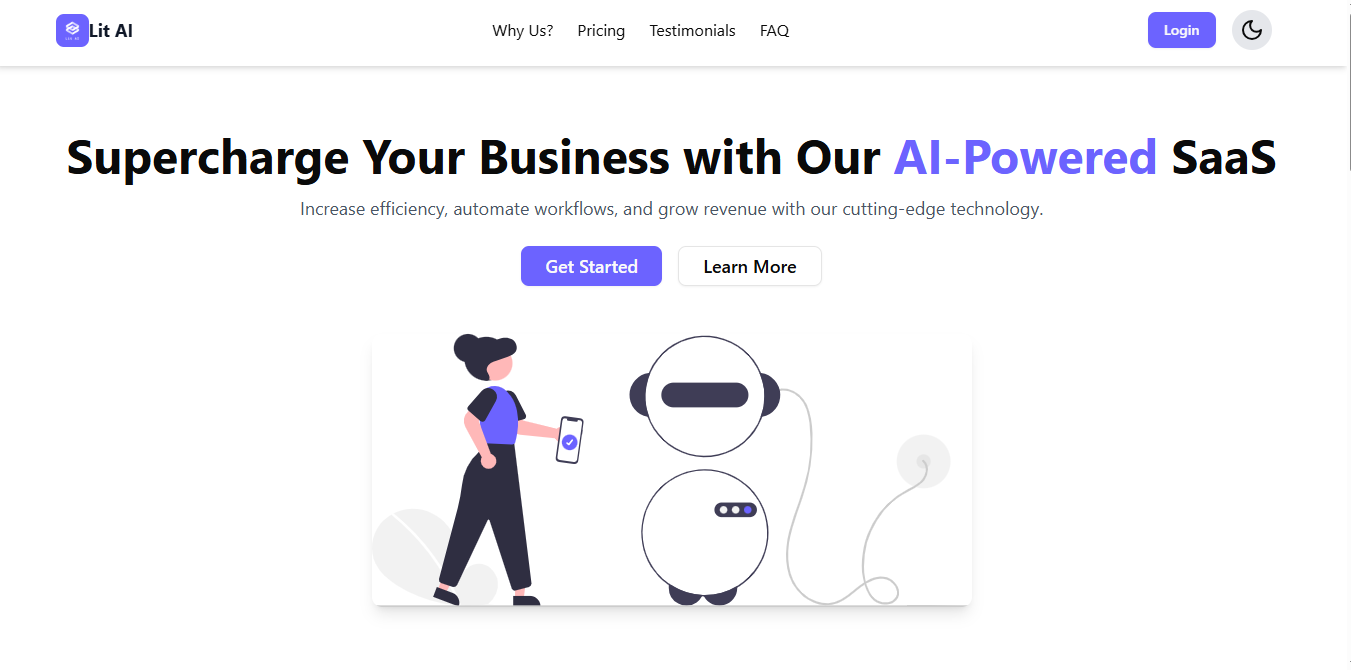 Lit AI
Why Us? Pricing Testimonials FAQ
Login
Supercharge Your Business with Our AI-Powered SaaS
Increase efficiency, automate workflows, and grow revenue with our cutting-edge technology.
Get Started
Learn More